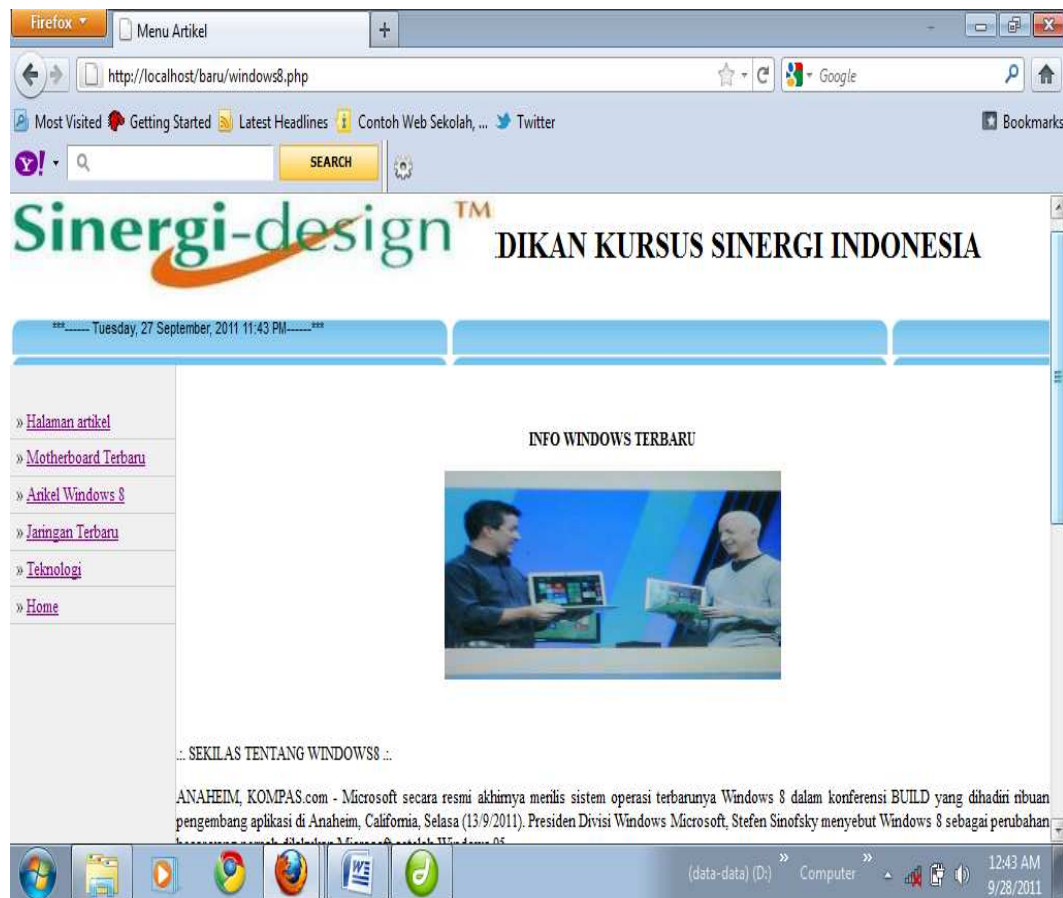 Firefox
Menu Artikel
http://localhost/baru/windows8.php
Google
Most Visited Getting Started Latest Headlines Contoh Web Sekolah, ... Twitter Bookmarks
Y! SEARCH
Sinergi-design™
DIKAN KURSUS SINERGI INDONESIA
***------ Tuesday, 27 September, 2011 11:43 PM------***
» Halaman artikel
» Motherboard Terbaru
» Arikel Windows 8
» Jaringan Terbaru
» Teknologi
» Home
INFO WINDOWS TERBARU
.:. SEKILAS TENTANG WINDOWS8 .:.
ANAHEIM, KOMPAS.com - Microsoft secara resmi akhirnya merilis sistem operasi terbarunya Windows 8 dalam konferensi BUILD yang dihadiri ribuan
pengembang aplikasi di Anaheim, California, Selasa (13/9/2011). Presiden Divisi Windows Microsoft, Stefen Sinofsky menyebut Windows 8 sebagai perubahan
(data-data) (D:) » Computer »
12:43 AM
9/28/2011